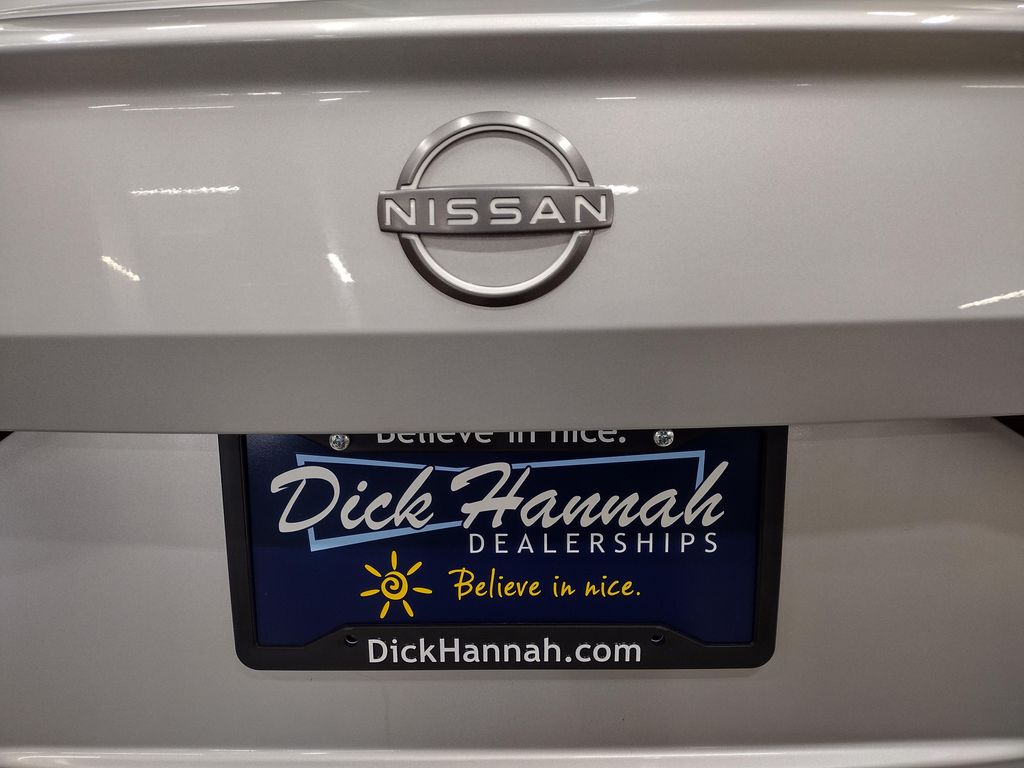 NISSAN
Believe in nice.
Dick Hannah
DEALERSHIPS
Believe in nice.
DickHannah.com